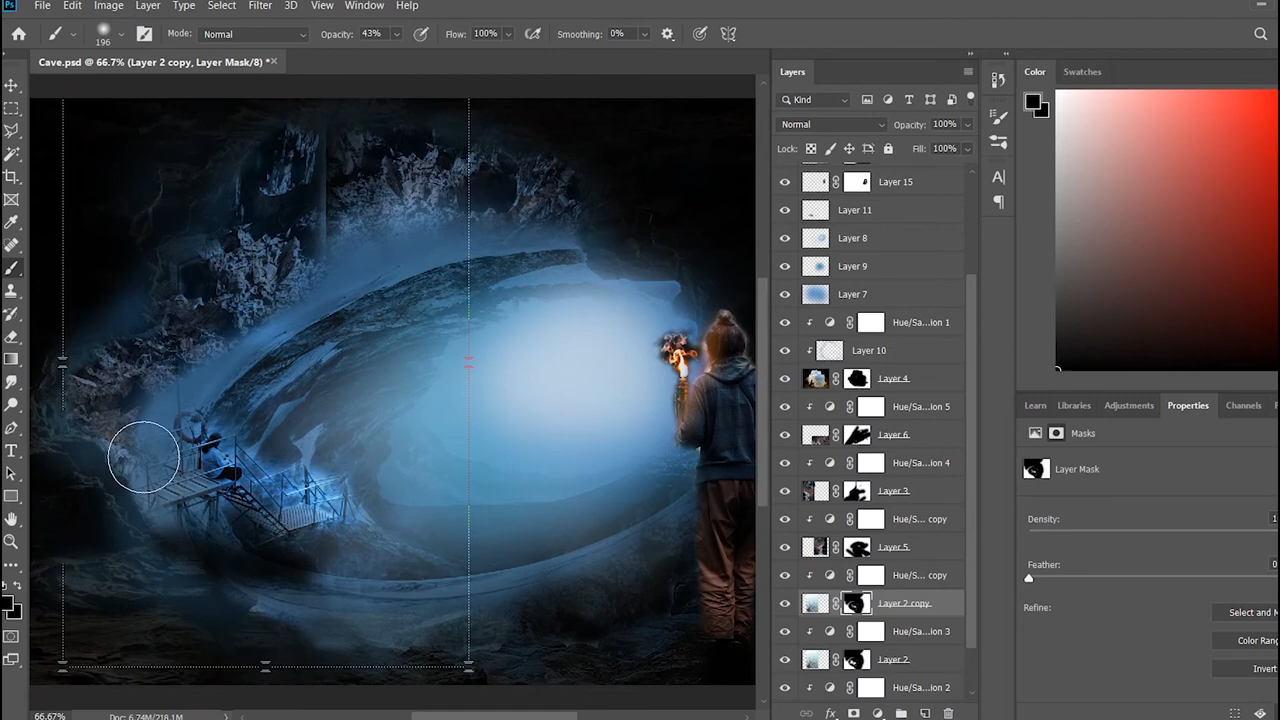 Ps File Edit Image Layer Type Select Filter 3D View Window Help
196 Mode: Normal Opacity: 43% Flow: 100% Smoothing: 0%
Cave.psd @ 66.7% (Layer 2 copy, Layer Mask/8) *
Layers
Kind
Normal Opacity: 100%
Lock: Fill: 100%
Layer 15
Layer 11
Layer 8
Layer 9
Layer 7
Hue/Sa...ion 1
Layer 10
Layer 4
Hue/Sa...ion 5
Layer 6
Hue/Sa...ion 4
Layer 3
Hue/S... copy
Layer 5
Hue/S... copy
Layer 2 copy
Hue/Sa...ion 3
Layer 2
Hue/Sa...ion 2
Color Swatches
Learn Libraries Adjustments Properties Channels
Masks
Layer Mask
Density: 1
Feather: 0
Refine: Select and M
Color Rang
Invert
66.67% Doc: 6.74M/218.1M